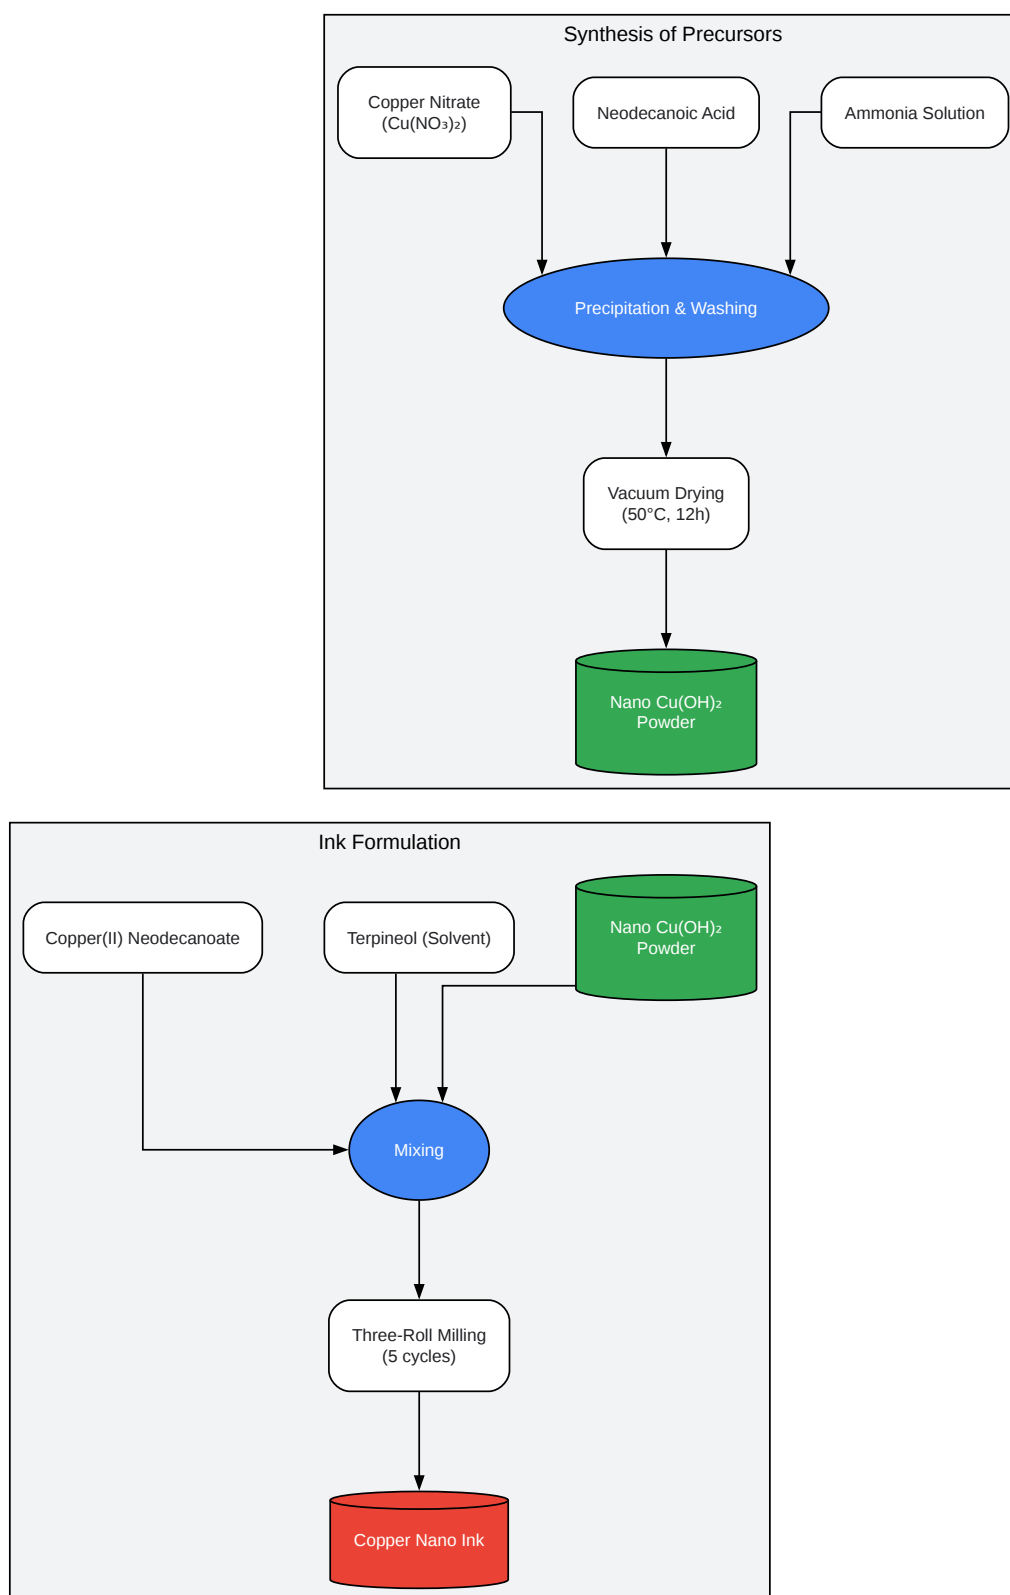 Synthesis of Precursors
Copper Nitrate
(Cu(NO₃)₂)
Neodecanoic Acid
Ammonia Solution
Precipitation & Washing
Vacuum Drying
(50°C, 12h)
Nano Cu(OH)₂
Powder
Ink Formulation
Copper(II) Neodecanoate
Terpineol (Solvent)
Nano Cu(OH)₂
Powder
Mixing
Three-Roll Milling
(5 cycles)
Copper Nano Ink